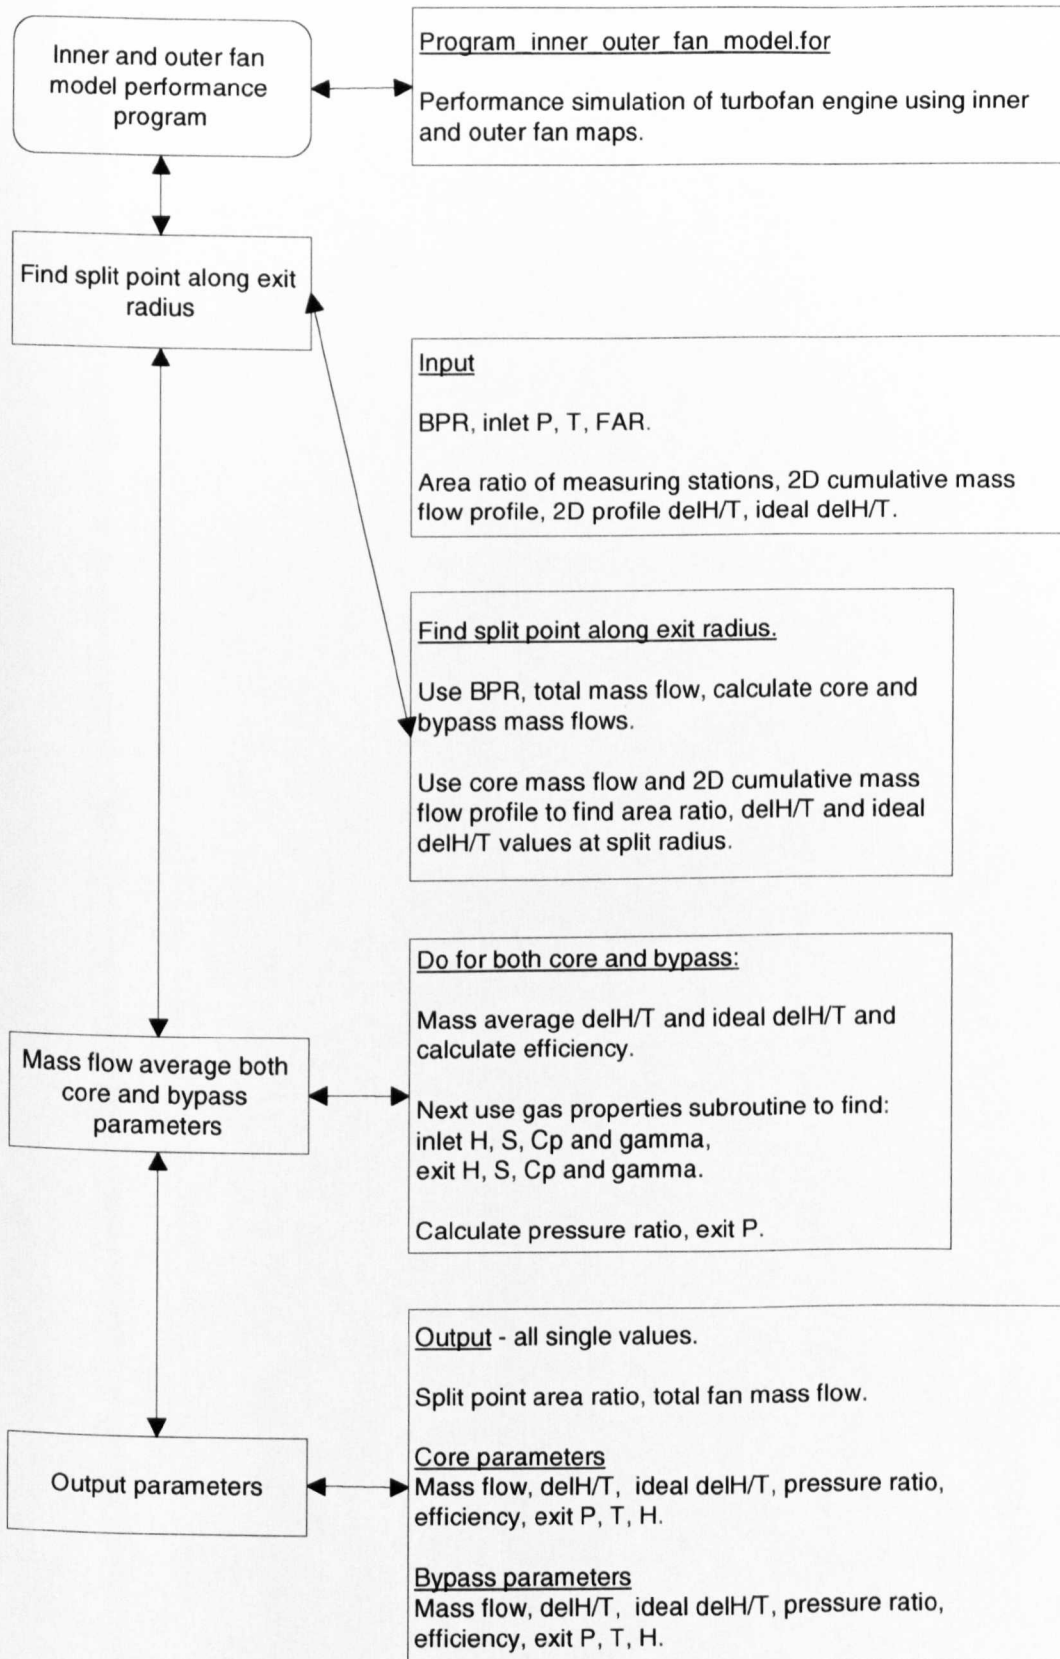 Inner and outer fan
model performance
program
Program inner outer fan model.for
Performance simulation of turbofan engine using inner
and outer fan maps.
Find split point along exit
radius
Input
BPR, inlet P, T, FAR.
Area ratio of measuring stations, 2D cumulative mass
flow profile, 2D profile delH/T, ideal delH/T.
Find split point along exit radius.
Use BPR, total mass flow, calculate core and
bypass mass flows.
Use core mass flow and 2D cumulative mass
flow profile to find area ratio, delH/T and ideal
delH/T values at split radius.
Mass flow average both
core and bypass
parameters
Do for both core and bypass:
Mass average delH/T and ideal delH/T and
calculate efficiency.
Next use gas properties subroutine to find:
inlet H, S, Cp and gamma,
exit H, S, Cp and gamma.
Calculate pressure ratio, exit P.
Output parameters
Output - all single values.
Split point area ratio, total fan mass flow.
Core parameters
Mass flow, delH/T, ideal delH/T, pressure ratio,
efficiency, exit P, T, H.
Bypass parameters
Mass flow, delH/T, ideal delH/T, pressure ratio,
efficiency, exit P, T, H.